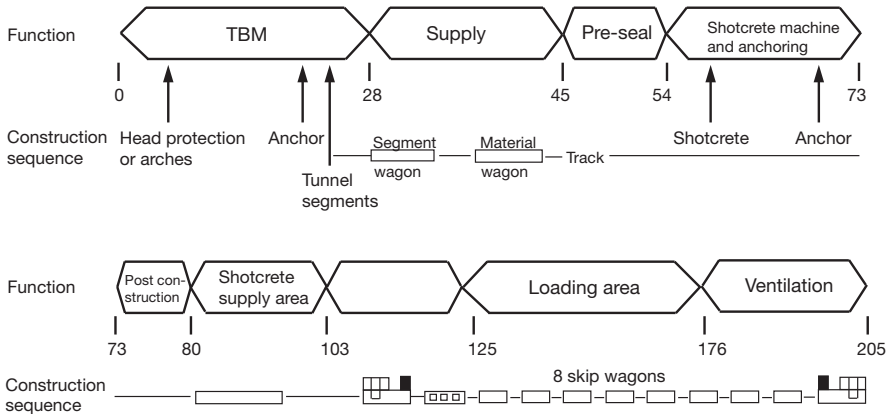 Function
TBM
Supply
Pre-seal
Shotcrete machine
and anchoring
0
28
45
54
73
Construction
sequence
Head protection
or arches
Anchor
Tunnel
segments
Segment
wagon
Material
wagon
Track
Shotcrete
Anchor
Function
Post con-
struction
Shotcrete
supply area
Loading area
Ventilation
73
80
103
125
176
205
Construction
sequence
8 skip wagons